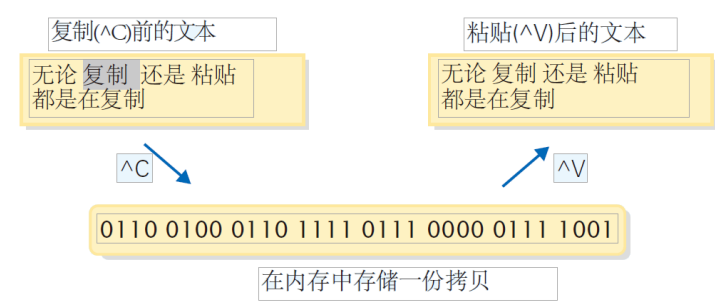 复制(^C)前的文本
粘贴(^V)后的文本
无论 复制 还是 粘贴
都是在复制
无论 复制 还是 粘贴
都是在复制
^C
^V
0110 0100 0110 1111 0111 0000 0111 1001
在内存中存储一份拷贝